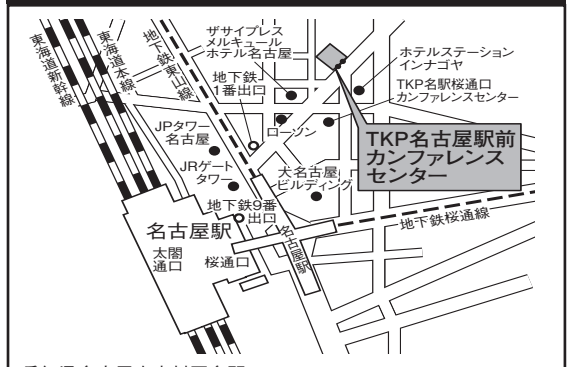 東海道新幹線
東海道本線
地下鉄東山線
ザサイプレス
メルキュール
ホテル名古屋
地下鉄
1番出口
ホテルステーション
インナゴヤ
TKP名駅桜通口
カンファレンスセンター
JPタワー
名古屋
ローソン
TKP名古屋駅前
カンファレンス
センター
JRゲート
タワー
大名古屋
ビルディング
地下鉄9番
出口
名古屋駅
太閤
通口
桜通口
名古屋駅
地下鉄桜通線